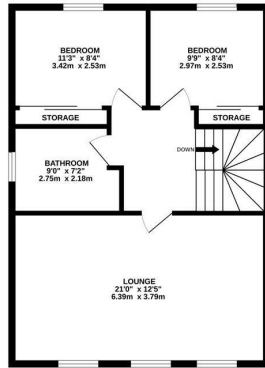 BEDROOM
11'3" x 8'4"
3.42m x 2.53m
BEDROOM
9'9" x 8'4"
2.97m x 2.53m
STORAGE
STORAGE
BATHROOM
9'0" x 7'2"
2.75m x 2.18m
DOWN
LOUNGE
21'0" x 12'5"
6.39m x 3.79m